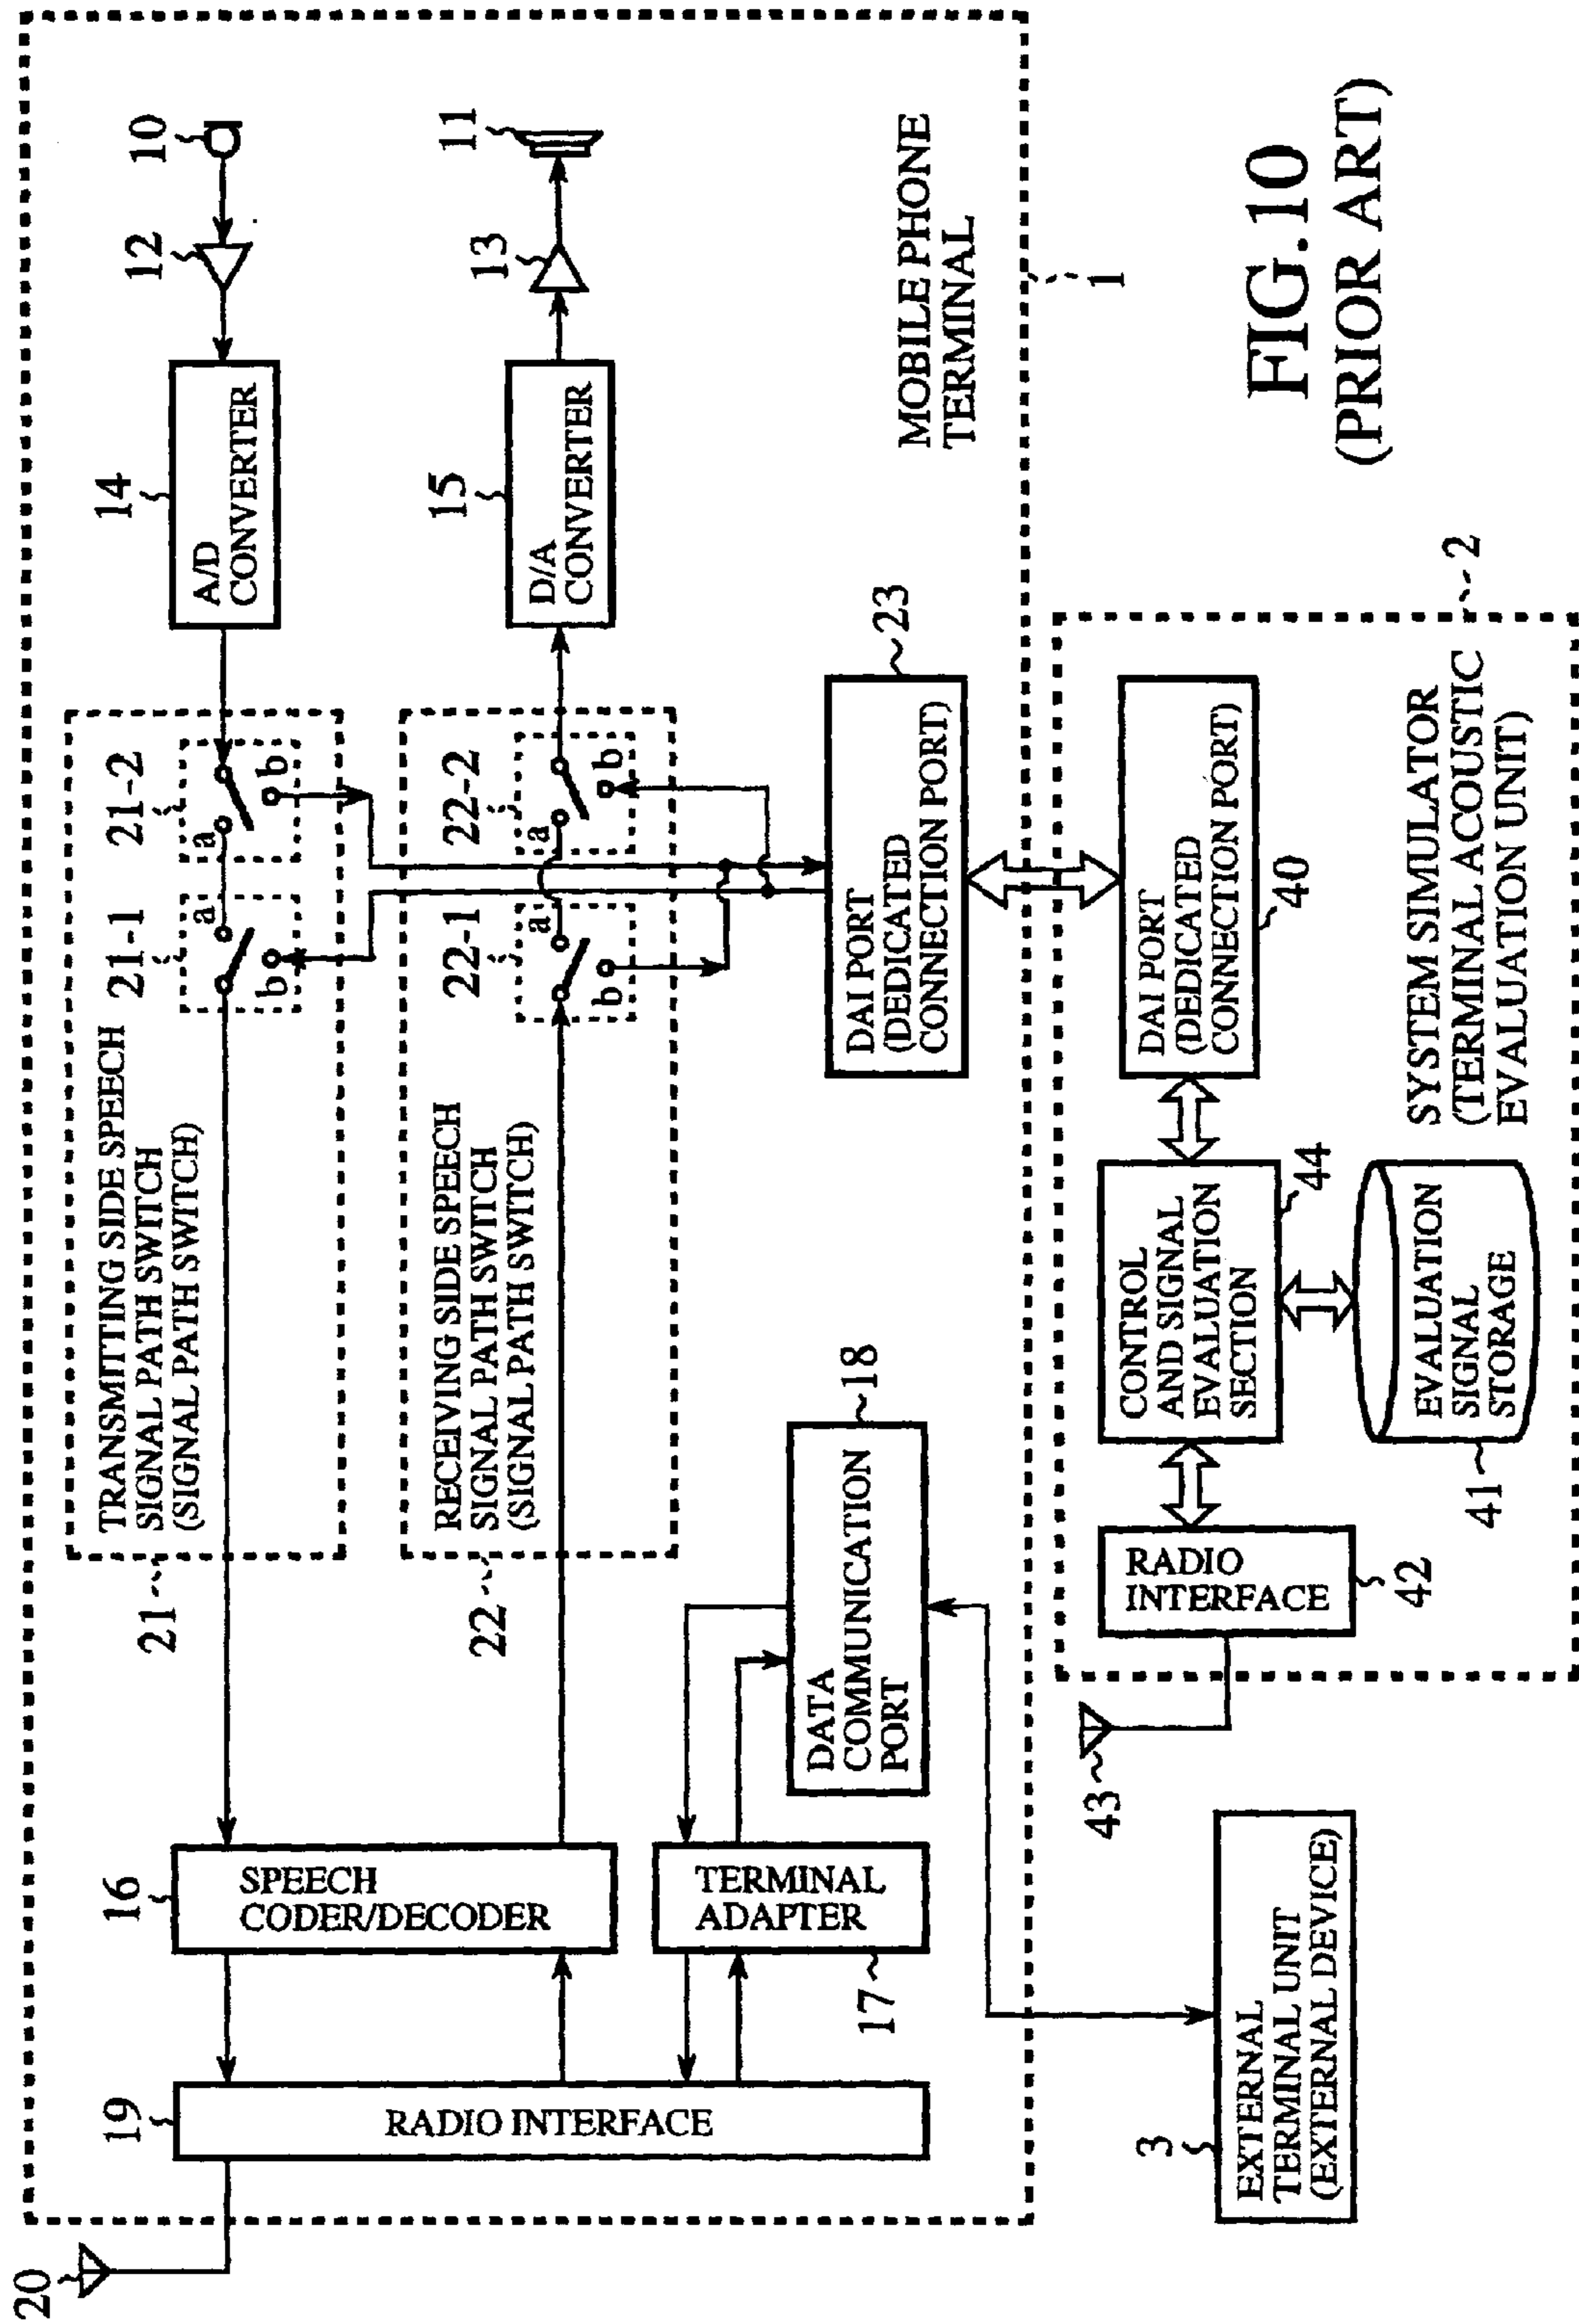 20
19
RADIO INTERFACE
16
SPEECH
CODER/DECODER
TERMINAL
ADAPTER
17
21
TRANSMITTING SIDE SPEECH
SIGNAL PATH SWITCH
(SIGNAL PATH SWITCH)
21-1
a
b
21-2
a
b
14
A/D
CONVERTER
12
10
22
RECEIVING SIDE SPEECH
SIGNAL PATH SWITCH
(SIGNAL PATH SWITCH)
22-1
a
b
22-2
a
b
15
D/A
CONVERTER
13
11
DATA
COMMUNICATION
PORT
18
DAI PORT
(DEDICATED
CONNECTION PORT)
23
MOBILE PHONE
TERMINAL
1
3
EXTERNAL
TERMINAL UNIT
(EXTERNAL DEVICE)
43
RADIO
INTERFACE
42
CONTROL
AND SIGNAL
EVALUATION
SECTION
44
DAI PORT
(DEDICATED
CONNECTION PORT)
40
41
EVALUATION
SIGNAL
STORAGE
SYSTEM SIMULATOR
(TERMINAL ACOUSTIC
EVALUATION UNIT)
2
FIG.10
(PRIOR ART)